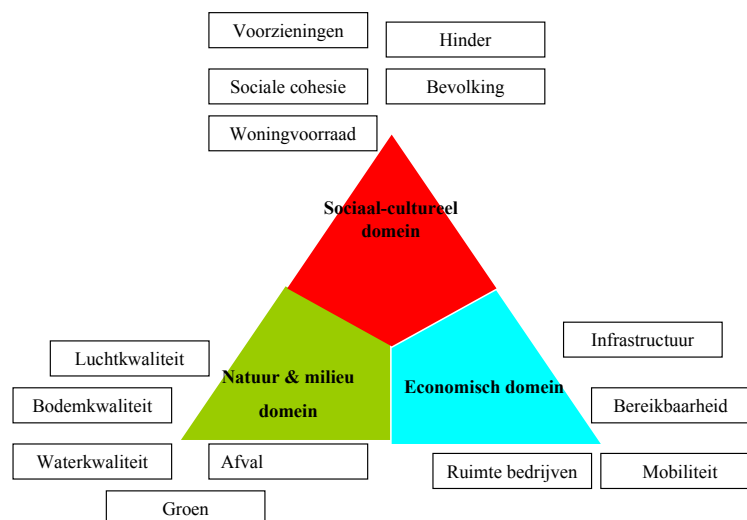 Voorzieningen
Hinder
Sociale cohesie
Bevolking
Woningvoorraad
Sociaal-cultureel
domein
Infrastructuur
Luchtkwaliteit
Natuur & milieu
domein
Economisch domein
Bodemkwaliteit
Bereikbaarheid
Waterkwaliteit
Afval
Ruimte bedrijven
Mobiliteit
Groen